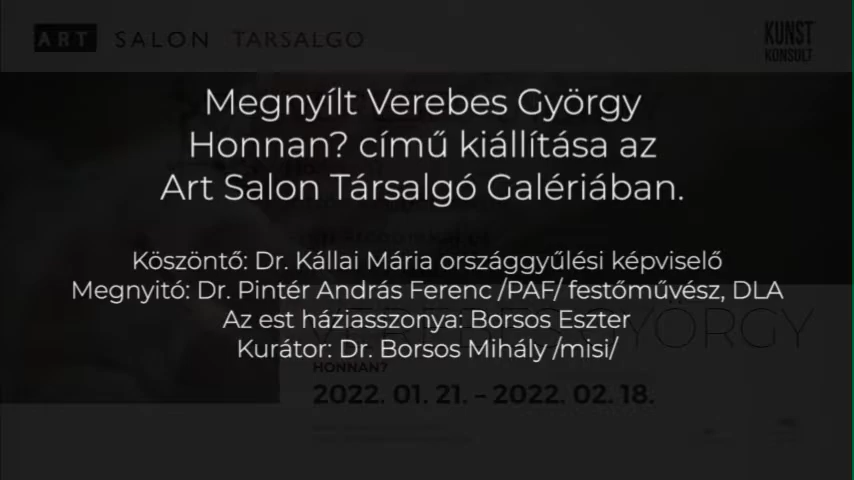 ART SALON TÁRSALGÓ
KUNST
KONSULT
Megnyílt Verebes György
Honnan? című kiállítása az
Art Salon Társalgó Galériában.
Köszöntő: Dr. Kállai Mária országgyűlési képviselő
Megnyitó: Dr. Pintér András Ferenc /PAF/ festőművész, DLA
Az est háziasszonya: Borsos Eszter
Kurátor: Dr. Borsos Mihály /misi/
VEREBES GYÖRGY
HONNAN?
2022. 01. 21. – 2022. 02. 18.